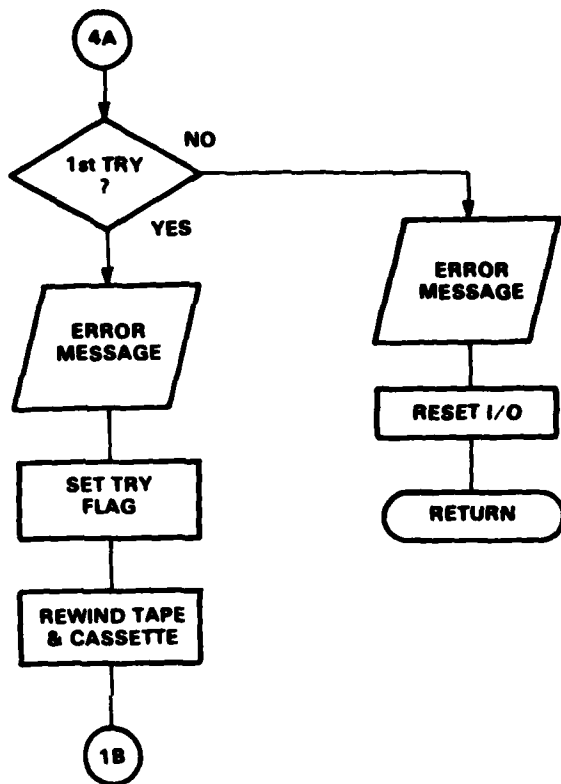 4A
1st TRY
?
NO
YES
ERROR
MESSAGE
SET TRY
FLAG
REWIND TAPE
& CASSETTE
1B
ERROR
MESSAGE
RESET I/O
RETURN